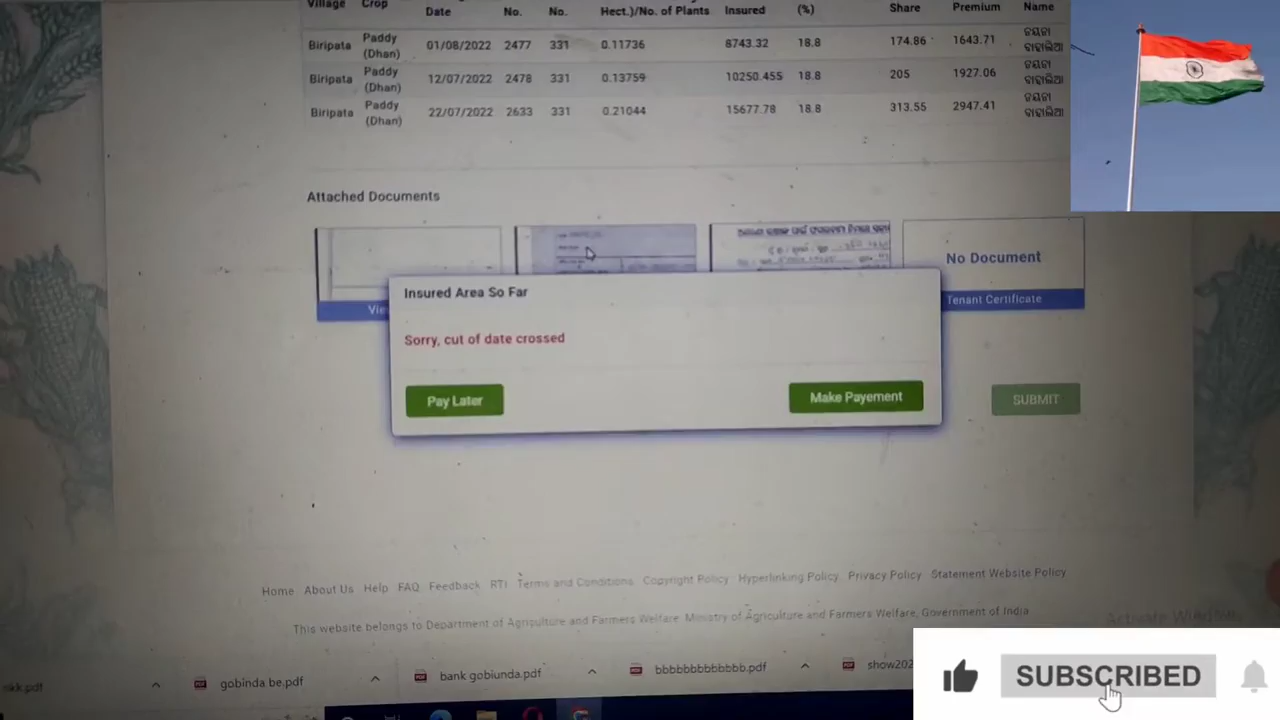 Village Crop Date No. No. Hect.)/No. of Plants Insured (%) Share Premium Name
Biripata Paddy (Dhan) 01/08/2022 2477 331 0.11736 8743.32 18.8 174.86 1643.71
Biripata Paddy (Dhan) 12/07/2022 2478 331 0.13759 10250.455 18.8 205 1927.06
Biripata Paddy (Dhan) 22/07/2022 2633 331 0.21044 15677.78 18.8 313.55 2947.41
Attached Documents
No Document
Tenant Certificate
Insured Area So Far
Sorry, cut of date crossed
Pay Later
Make Payement
SUBMIT
Home About Us Help FAQ Feedback RTI Terms and Conditions Copyright Policy Hyperlinking Policy Privacy Policy Statement Website Policy
This website belongs to Department of Agriculture and Farmers Welfare, Ministry of Agriculture and Farmers Welfare, Government of India
Activate Windows
gobinda be.pdf
bank gobiunda.pdf
bbbbbbbbbbbbb.pdf
show202
SUBSCRIBED